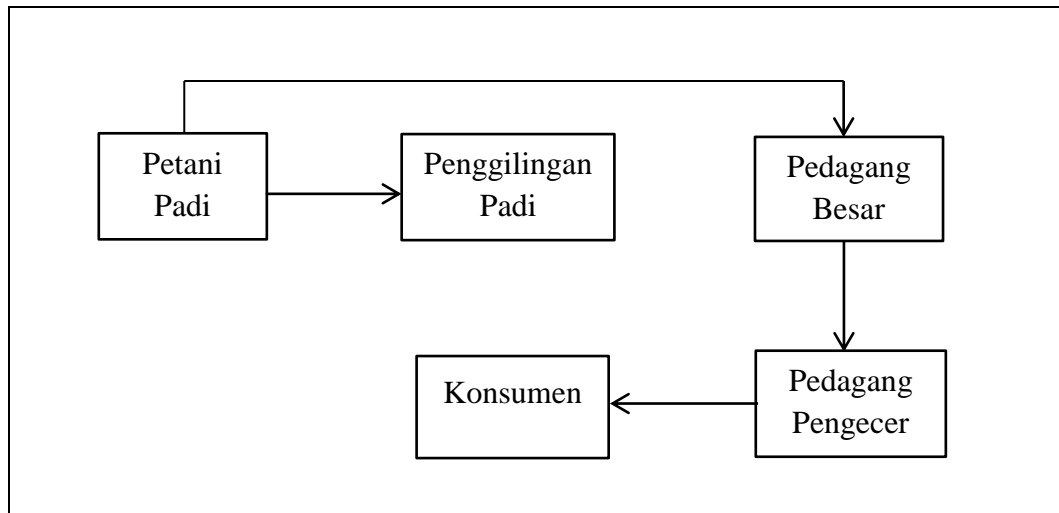 Petani
Padi
Penggilingan
Padi
Pedagang
Besar
Konsumen
Pedagang
Pengecer